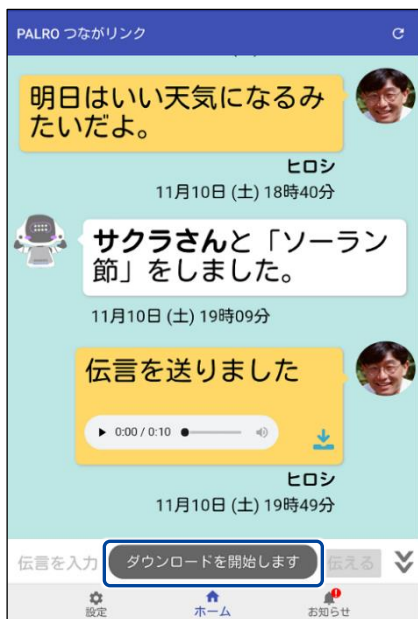 PALRO つながリンク
明日はいい天気になるみ
たいだよ。
ヒロシ
11月10日 (土) 18時40分
サクラさんと「ソーラン
節」をしました。
11月10日 (土) 19時09分
伝言を送りました
0:00 / 0:10
ヒロシ
11月10日 (土) 19時49分
伝言を入力
ダウンロードを開始します
伝える
設定
ホーム
お知らせ